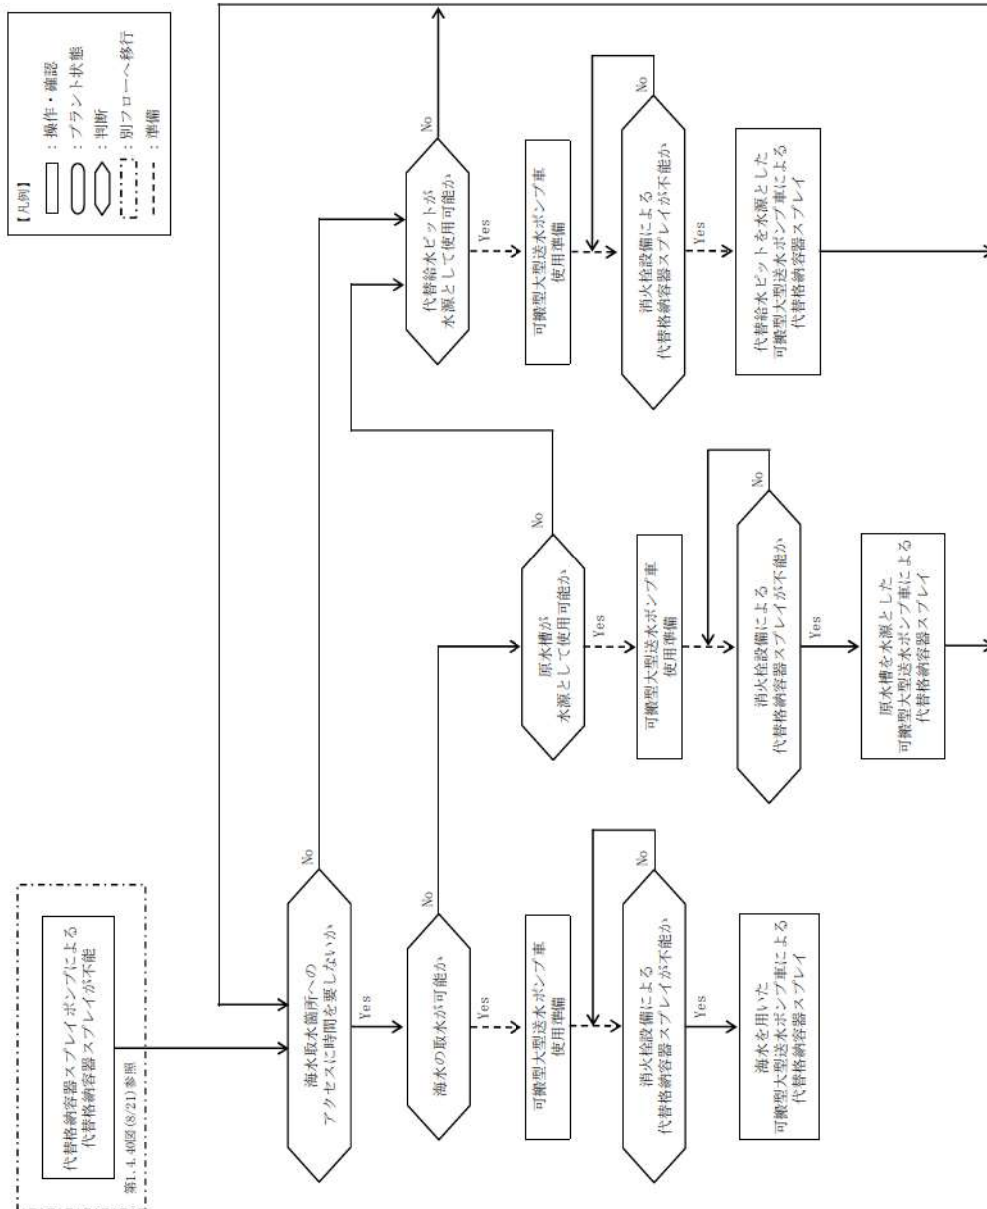 【凡例】
：操作・確認
：プラント状態
：判断
：別フローへ移行
：準備
代替格納容器スプレイポンプによる
代替格納容器スプレイが不能
第1.4.40図(8/21)参照
海水取水箇所への
アクセスに時間を要しないか
No
Yes
海水の取水が可能か
No
Yes
可搬型大型送水ポンプ車
使用準備
消火栓設備による
代替格納容器スプレイが不能か
No
Yes
海水を用いた
可搬型大型送水ポンプ車による
代替格納容器スプレイ
原水槽が
水源として使用可能か
No
Yes
可搬型大型送水ポンプ車
使用準備
消火栓設備による
代替格納容器スプレイが不能か
No
Yes
原水槽を水源とした
可搬型大型送水ポンプ車による
代替格納容器スプレイ
代替給水ピットが
水源として使用可能か
No
Yes
可搬型大型送水ポンプ車
使用準備
消火栓設備による
代替格納容器スプレイが不能か
No
Yes
代替給水ピットを水源とした
可搬型大型送水ポンプ車による
代替格納容器スプレイ